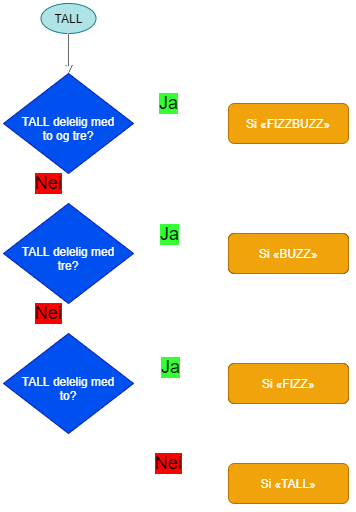 TALL
TALL delelig med
to og tre?
Ja
Si «FIZZBUZZ»
Nei
TALL delelig med
tre?
Ja
Si «BUZZ»
Nei
TALL delelig med
to?
Ja
Si «FIZZ»
Nei
Si «TALL»